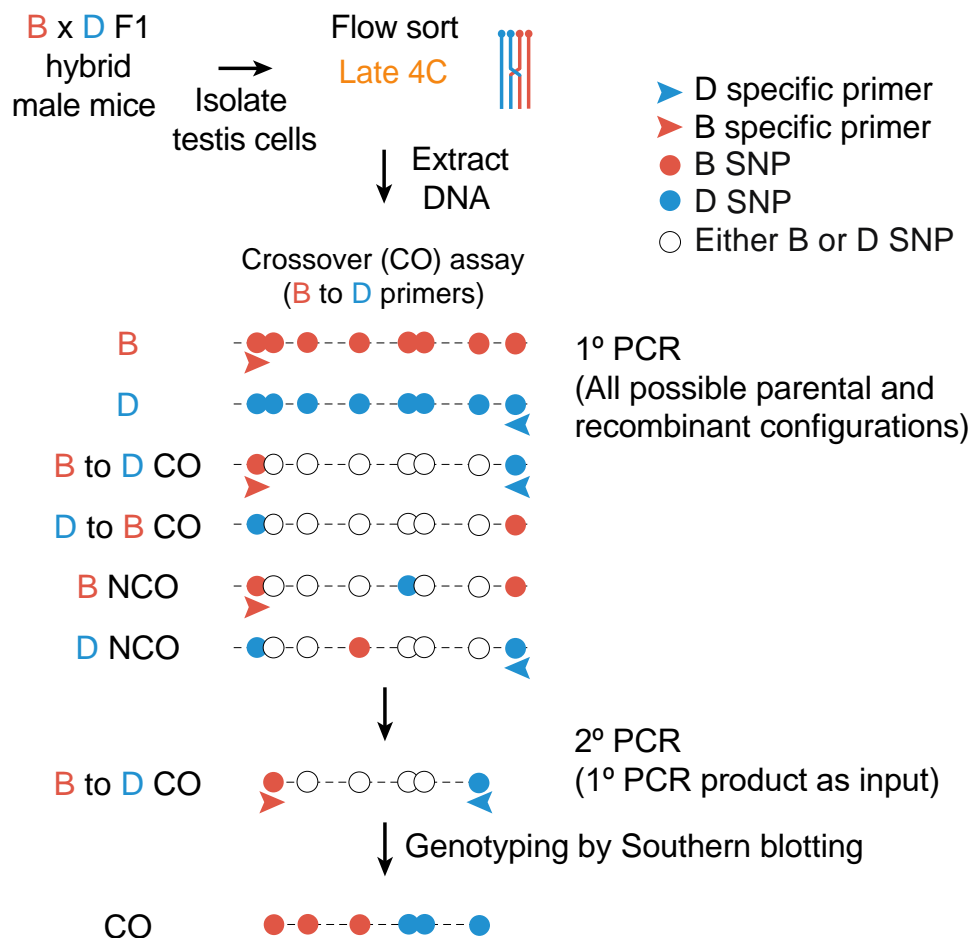 B x D F1
hybrid
male mice
Isolate
testis cells
Flow sort
Late 4C
Extract
DNA
D specific primer
B specific primer
B SNP
D SNP
Either B or D SNP
Crossover (CO) assay
(B to D primers)
B
D
B to D CO
D to B CO
B NCO
D NCO
1º PCR
(All possible parental and
recombinant configurations)
B to D CO
2º PCR
(1º PCR product as input)
Genotyping by Southern blotting
CO